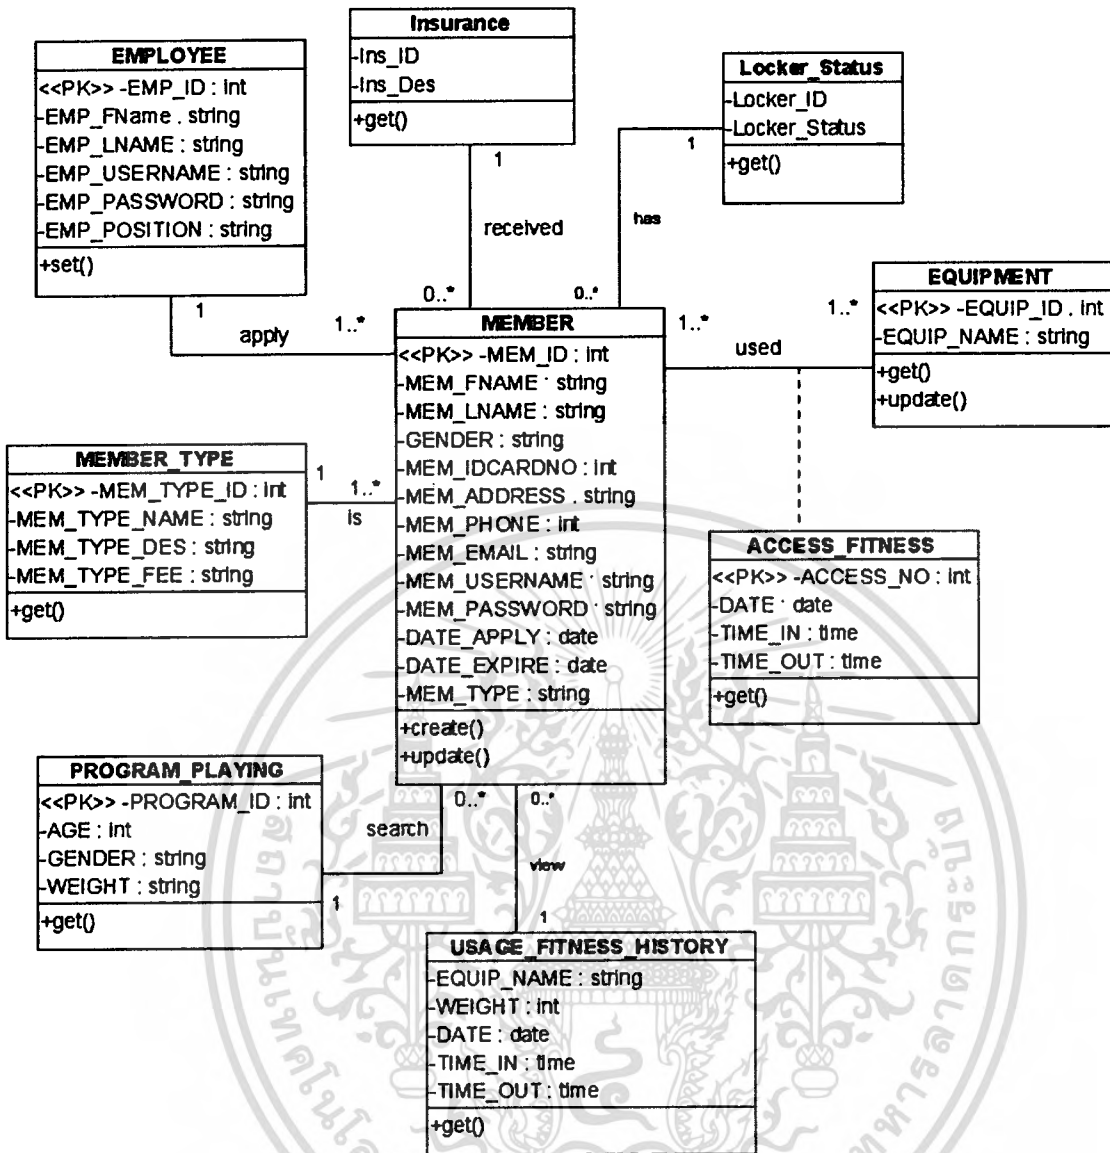 EMPLOYEE
<<PK>> -EMP_ID : int
-EMP_FName . string
-EMP_LNAME : string
-EMP_USERNAME : string
-EMP_PASSWORD : string
-EMP_POSITION : string
+set()
Insurance
-Ins_ID
-Ins_Des
+get()
Locker_Status
-Locker_ID
-Locker_Status
+get()
1
received
0..*
1
has
0..*
1
apply
1..*
EQUIPMENT
<<PK>> -EQUIP_ID . int
-EQUIP_NAME : string
+get()
+update()
1..*
used
1..*
MEMBER
<<PK>> -MEM_ID : int
-MEM_FNAME : string
-MEM_LNAME : string
-GENDER : string
-MEM_IDCARDNO : int
-MEM_ADDRESS . string
-MEM_PHONE : int
-MEM_EMAIL : string
-MEM_USERNAME : string
-MEM_PASSWORD : string
-DATE_APPLY : date
-DATE_EXPIRE : date
-MEM_TYPE : string
+create()
+update()
MEMBER_TYPE
<<PK>> -MEM_TYPE_ID : int
-MEM_TYPE_NAME : string
-MEM_TYPE_DES : string
-MEM_TYPE_FEE : string
+get()
1
1..*
is
ACCESS_FITNESS
<<PK>> -ACCESS_NO : int
-DATE : date
-TIME_IN : time
-TIME_OUT : time
+get()
PROGRAM_PLAYING
<<PK>> -PROGRAM_ID : int
-AGE : int
-GENDER : string
-WEIGHT : string
+get()
0..*
search
1
0..*
view
1
USAGE_FITNESS_HISTORY
-EQUIP_NAME : string
-WEIGHT : int
-DATE : date
-TIME_IN : time
-TIME_OUT : time
+get()